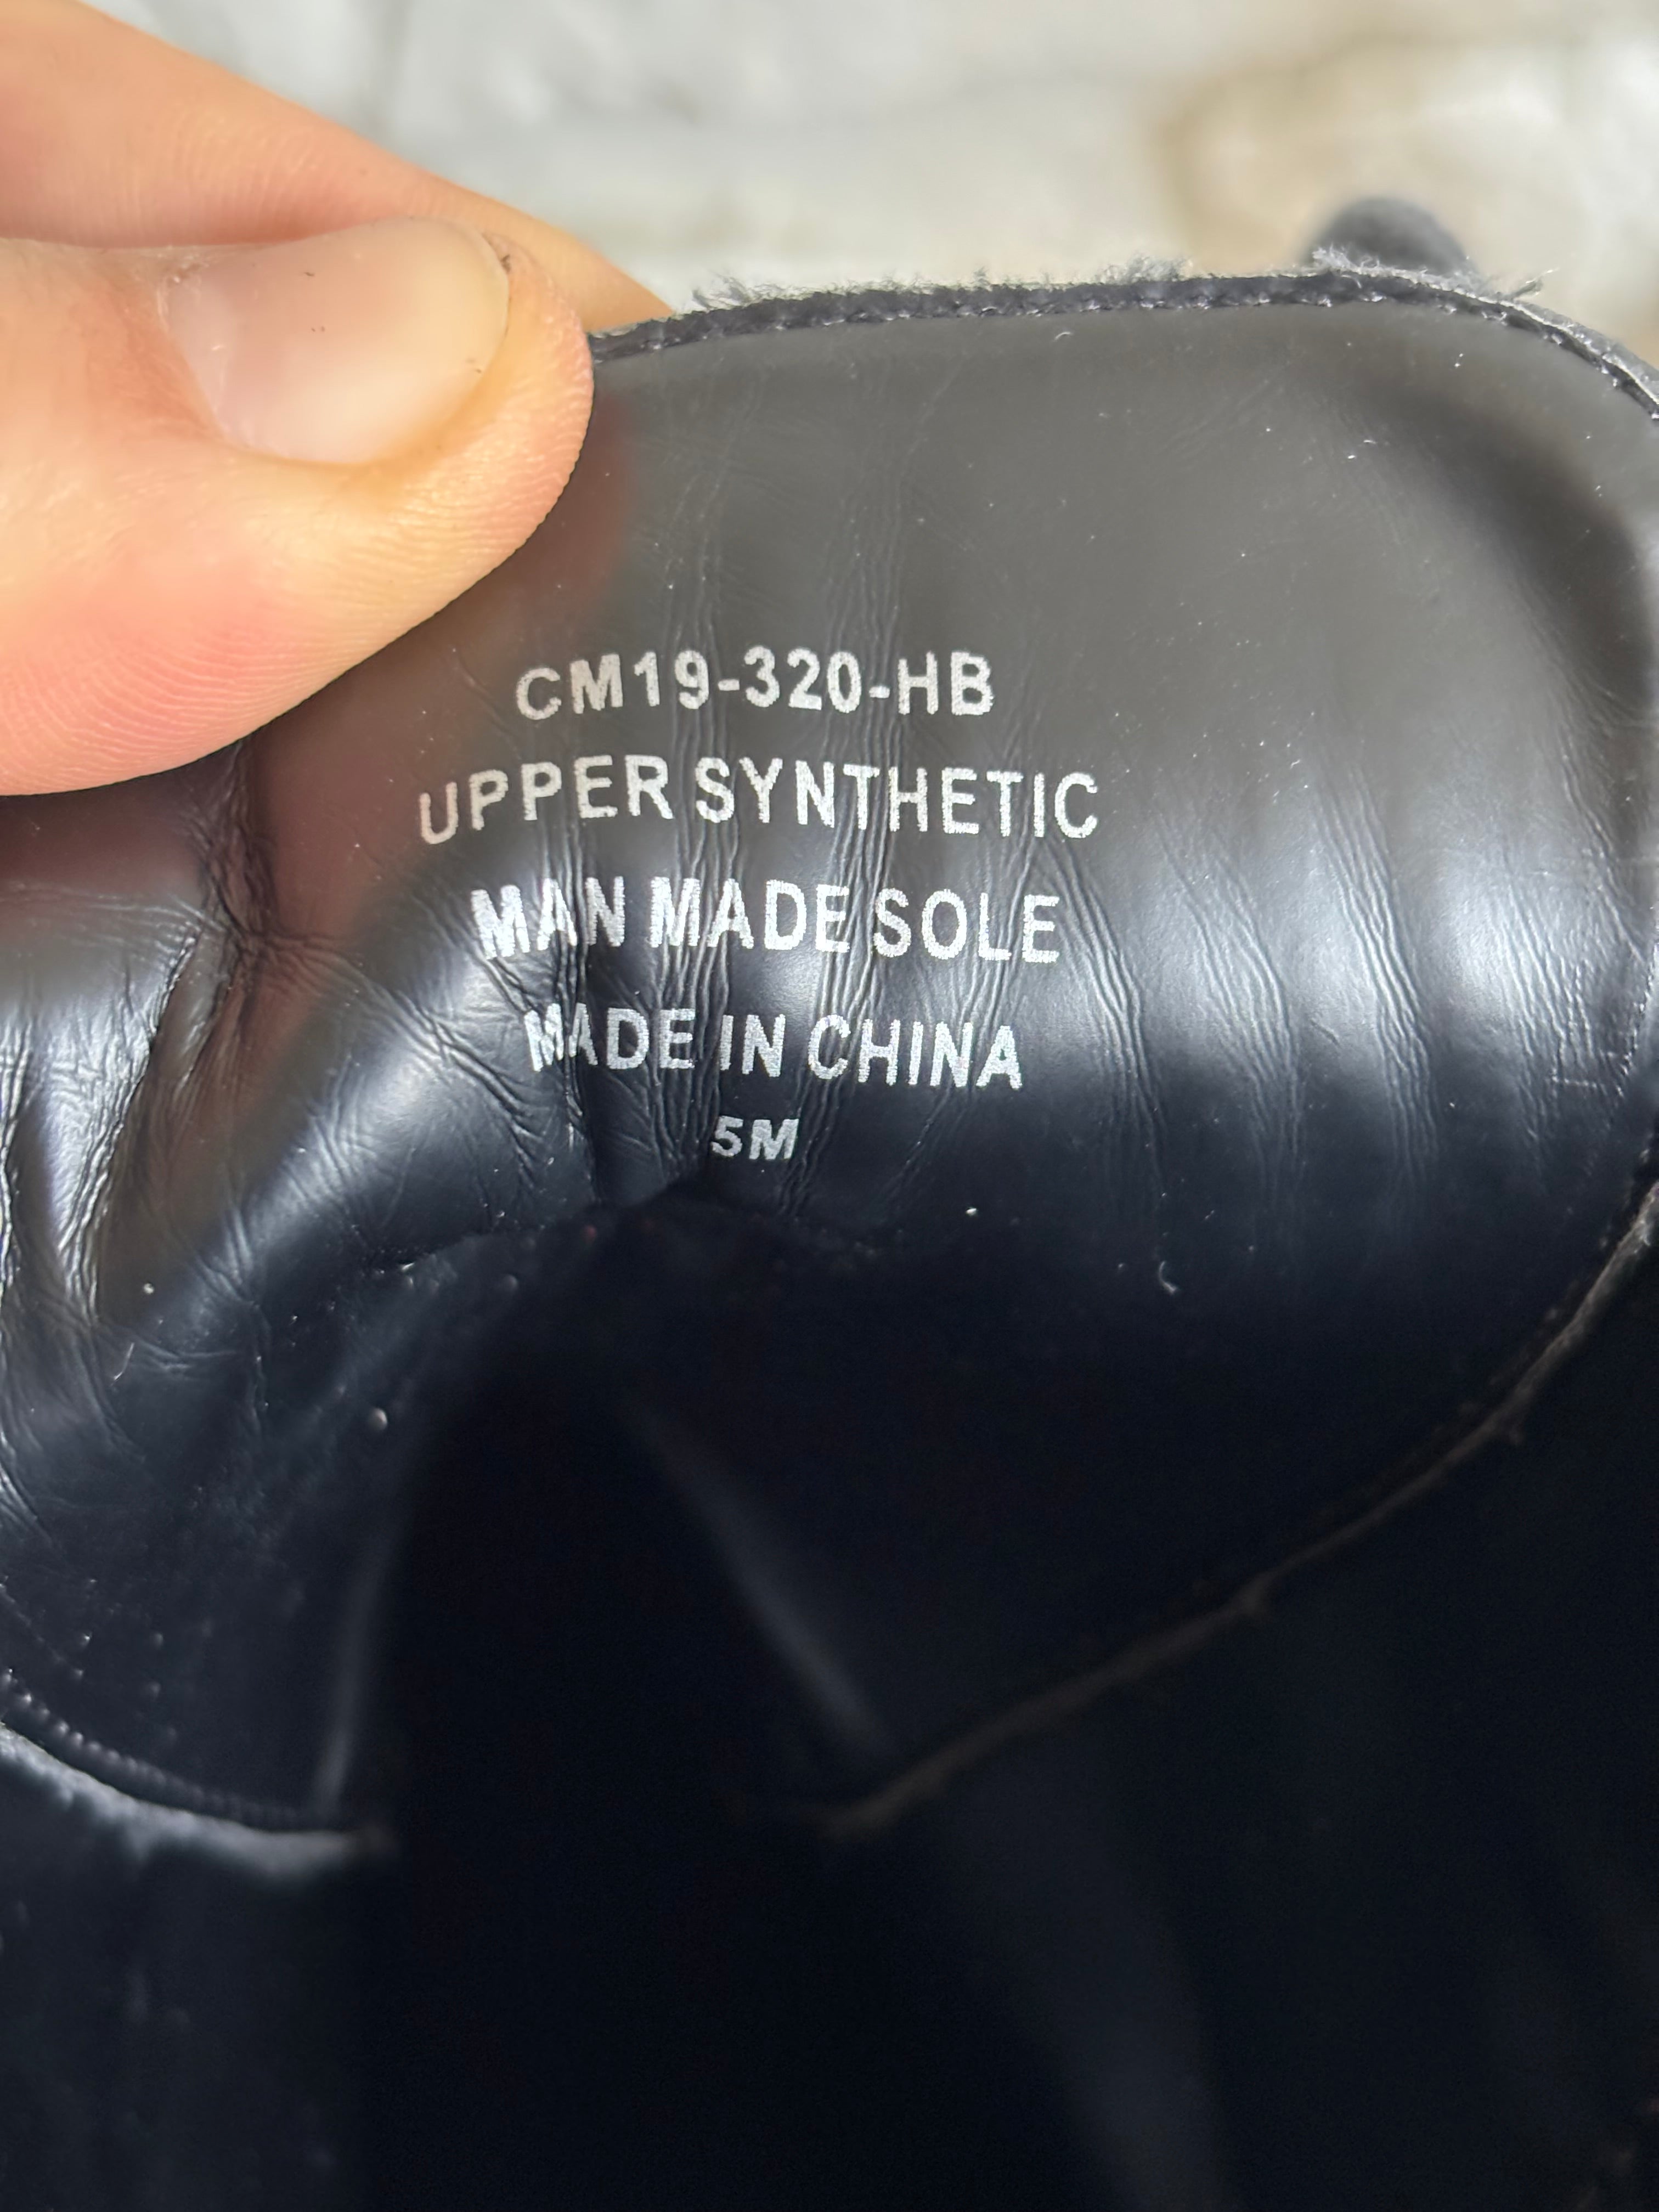 CM19-320-HB
UPPER SYNTHETIC
MAN MADE SOLE
MADE IN CHINA
5M